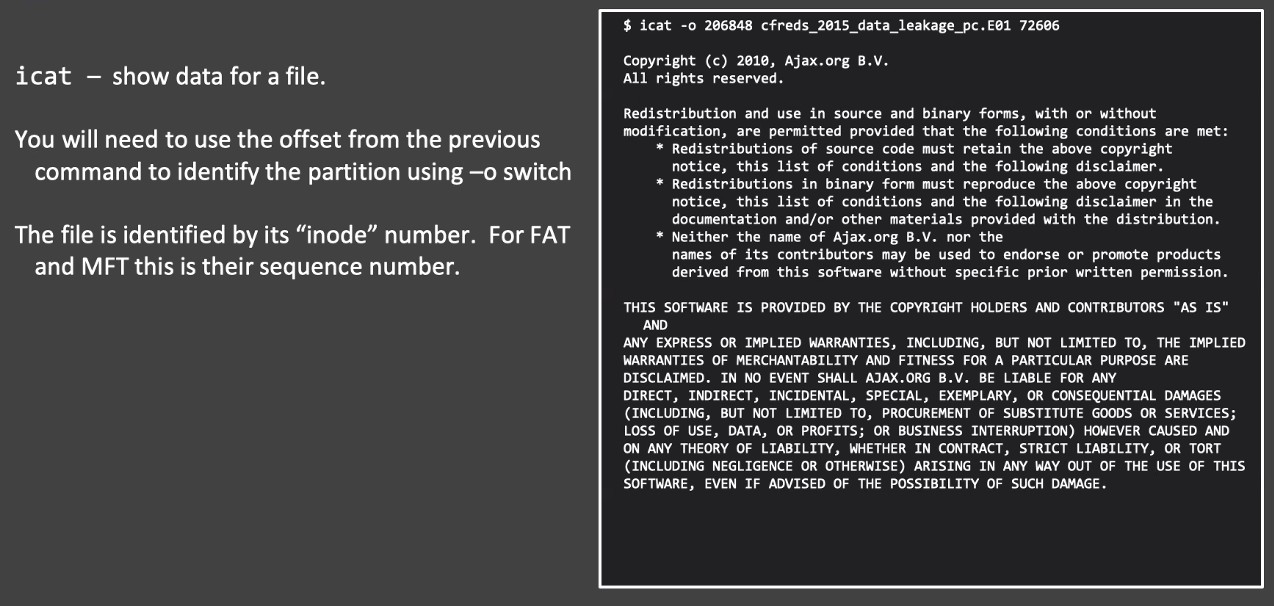 icat – show data for a file.
You will need to use the offset from the previous
command to identify the partition using –o switch
The file is identified by its “inode” number.  For FAT
and MFT this is their sequence number.
$ icat -o 206848 cfreds_2015_data_leakage_pc.E01 72606
Copyright (c) 2010, Ajax.org B.V.
All rights reserved.
Redistribution and use in source and binary forms, with or without
modification, are permitted provided that the following conditions are met:
* Redistributions of source code must retain the above copyright
notice, this list of conditions and the following disclaimer.
* Redistributions in binary form must reproduce the above copyright
notice, this list of conditions and the following disclaimer in the
documentation and/or other materials provided with the distribution.
* Neither the name of Ajax.org B.V. nor the
names of its contributors may be used to endorse or promote products
derived from this software without specific prior written permission.
THIS SOFTWARE IS PROVIDED BY THE COPYRIGHT HOLDERS AND CONTRIBUTORS "AS IS"
AND
ANY EXPRESS OR IMPLIED WARRANTIES, INCLUDING, BUT NOT LIMITED TO, THE IMPLIED
WARRANTIES OF MERCHANTABILITY AND FITNESS FOR A PARTICULAR PURPOSE ARE
DISCLAIMED. IN NO EVENT SHALL AJAX.ORG B.V. BE LIABLE FOR ANY
DIRECT, INDIRECT, INCIDENTAL, SPECIAL, EXEMPLARY, OR CONSEQUENTIAL DAMAGES
(INCLUDING, BUT NOT LIMITED TO, PROCUREMENT OF SUBSTITUTE GOODS OR SERVICES;
LOSS OF USE, DATA, OR PROFITS; OR BUSINESS INTERRUPTION) HOWEVER CAUSED AND
ON ANY THEORY OF LIABILITY, WHETHER IN CONTRACT, STRICT LIABILITY, OR TORT
(INCLUDING NEGLIGENCE OR OTHERWISE) ARISING IN ANY WAY OUT OF THE USE OF THIS
SOFTWARE, EVEN IF ADVISED OF THE POSSIBILITY OF SUCH DAMAGE.